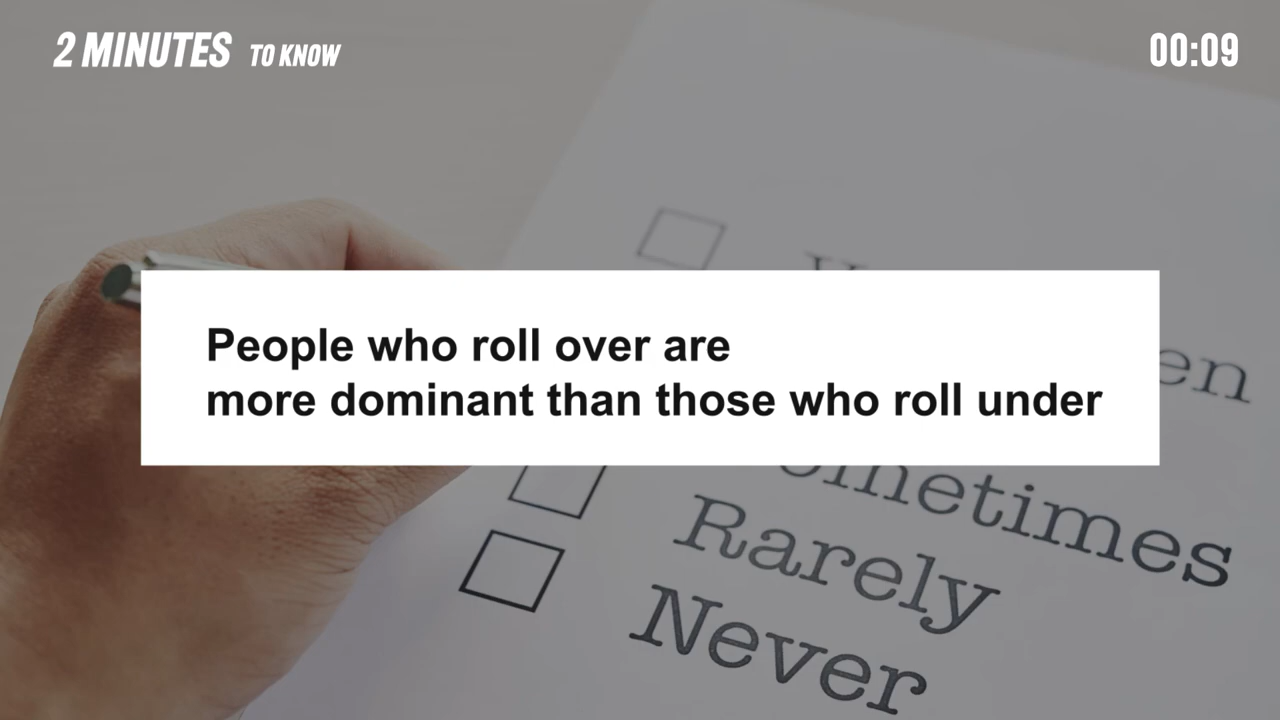 2 MINUTES TO KNOW
00:09
People who roll over are
more dominant than those who roll under
Sometimes
Rarely
Never